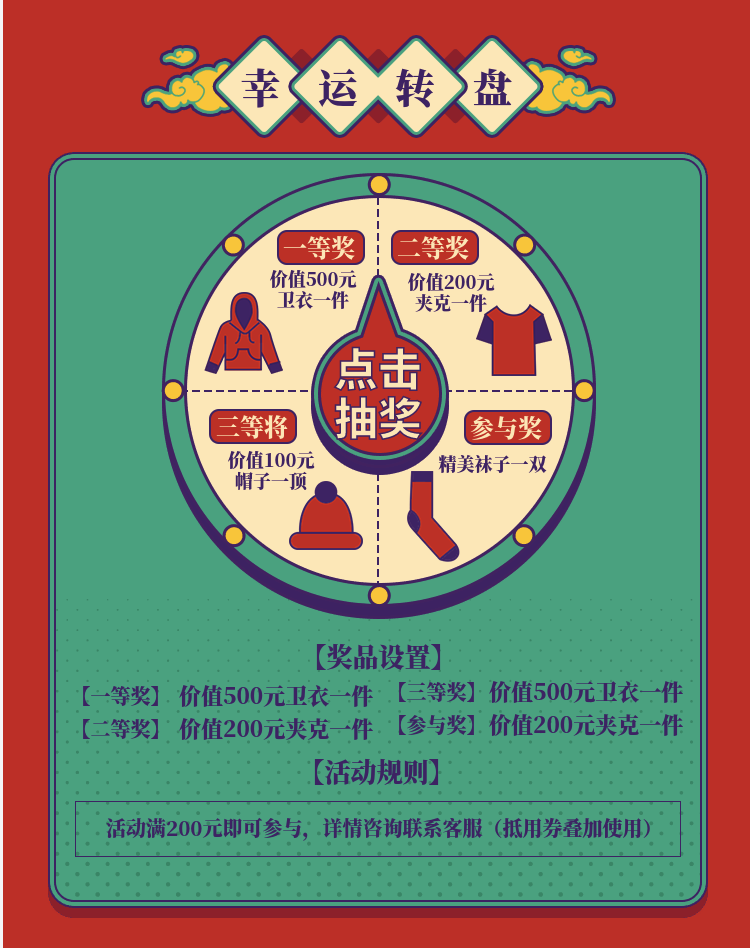 幸运转盘
一等奖
价值500元
卫衣一件
二等奖
价值200元
夹克一件
点击
抽奖
三等将
价值100元
帽子一顶
参与奖
精美袜子一双
【奖品设置】
【一等奖】 价值500元卫衣一件
【三等奖】价值500元卫衣一件
【二等奖】 价值200元夹克一件
【参与奖】价值200元夹克一件
【活动规则】
活动满200元即可参与，详情咨询联系客服（抵用券叠加使用）